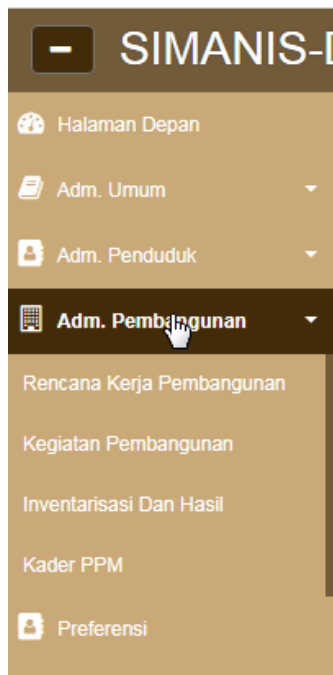 SIMANIS-D
Halaman Depan
Adm. Umum
Adm. Penduduk
Adm. Pembangunan
Rencana Kerja Pembangunan
Kegiatan Pembangunan
Inventarisasi Dan Hasil
Kader PPM
Preferensi